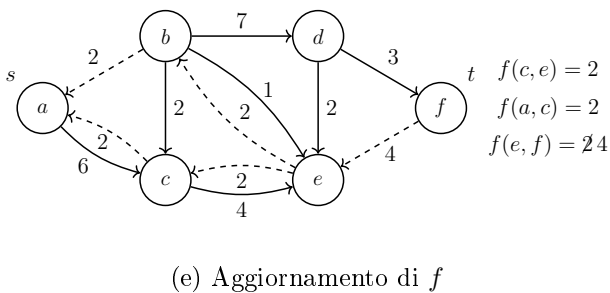 7
b
d
2
3
s
t
f(c, e) = 2
1
a
2
2
2
f
f(a, c) = 2
2
6
4
f(e, f) = 2 4
c
2
e
4
(e) Aggiornamento di f